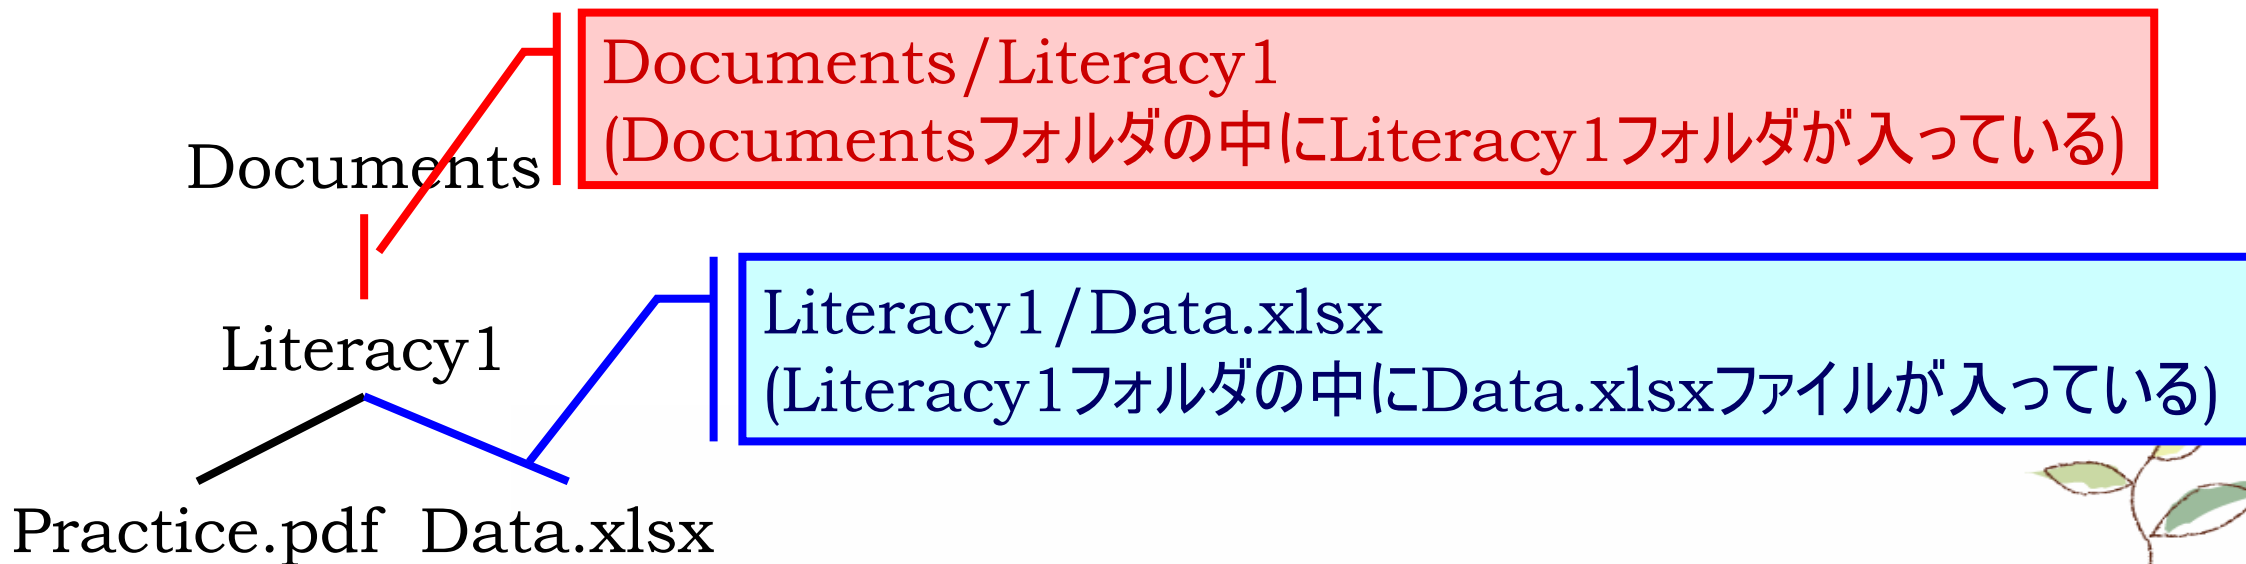 Documents/Literacy1
(Documentsフォルダの中にLiteracy1フォルダが入っている)
Documents
Literacy1/Data.xlsx
(Literacy1フォルダの中にData.xlsxファイルが入っている)
Literacy1
Practice.pdf Data.xlsx